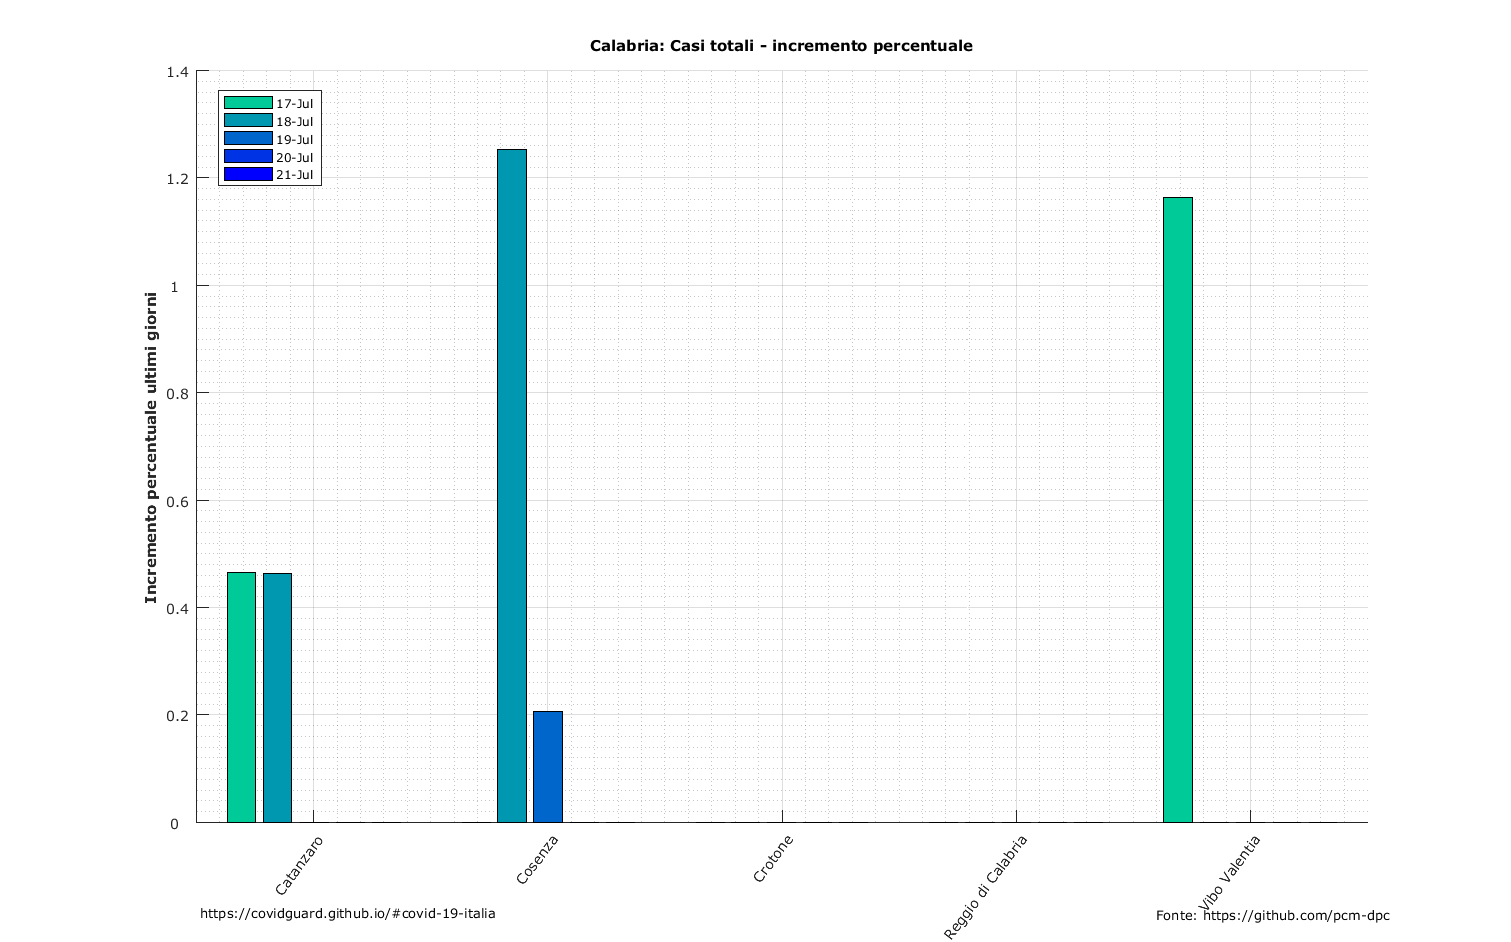 Calabria: Casi totali - incremento percentuale
1.4
1.2
1
0.8
0.6
0.4
0.2
0
Incremento percentuale ultimi giorni
17-Jul
18-Jul
19-Jul
20-Jul
21-Jul
Catanzaro
Cosenza
Crotone
Reggio di Calabria
Vibo Valentia
https://covidguard.github.io/#covid-19-italia
Fonte: https://github.com/pcm-dpc